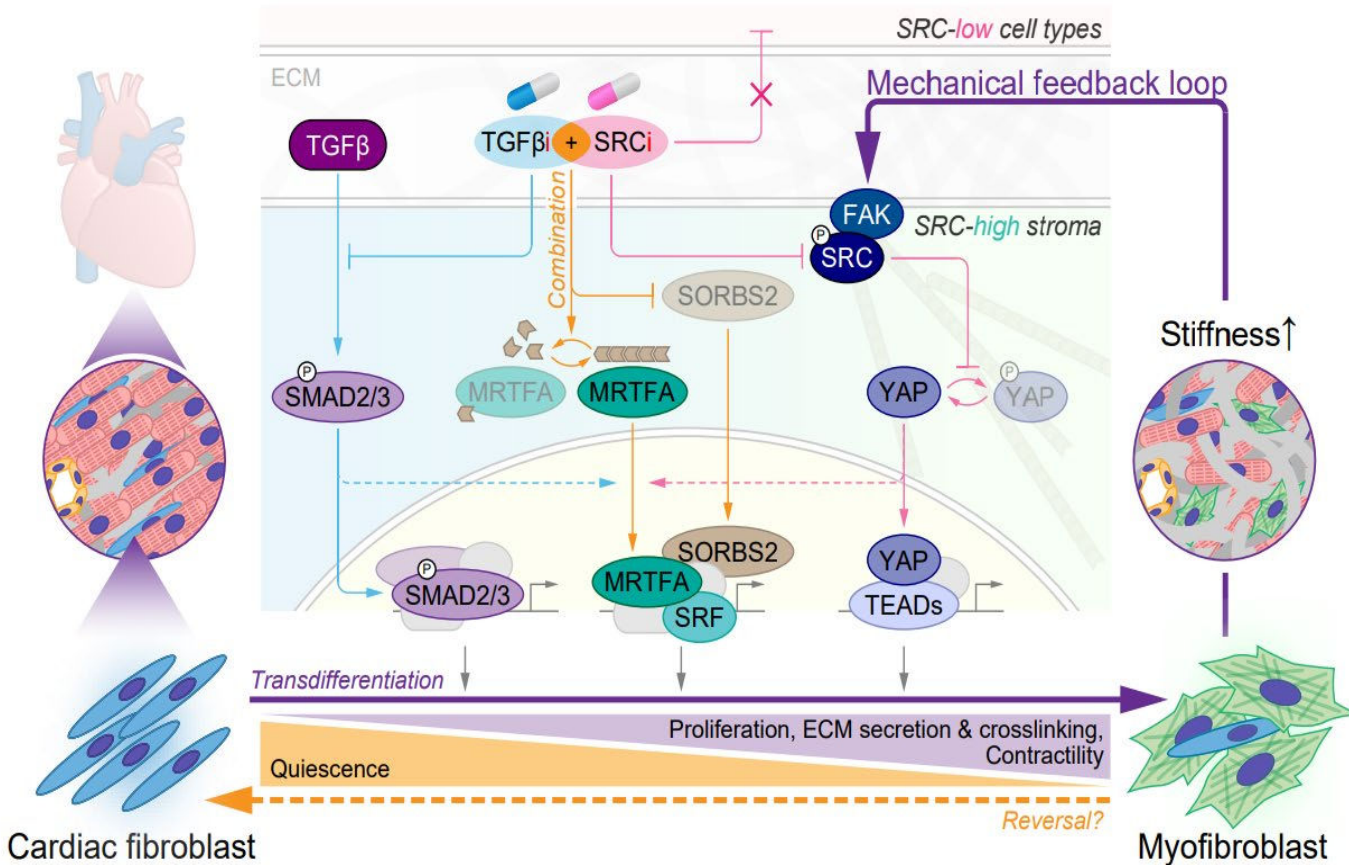 SRC-low cell types
ECM
Mechanical feedback loop
TGFβ
TGFβi + SRCi
FAK
SRC-high stroma
P
SRC
Combination
SORBS2
Stiffness↑
P
SMAD2/3
MRTFA
MRTFA
YAP
P
YAP
SORBS2
P
SMAD2/3
MRTFA
SRF
YAP
TEADs
Transdifferentiation
Proliferation, ECM secretion & crosslinking,
Contractility
Quiescence
Reversal?
Cardiac fibroblast
Myofibroblast